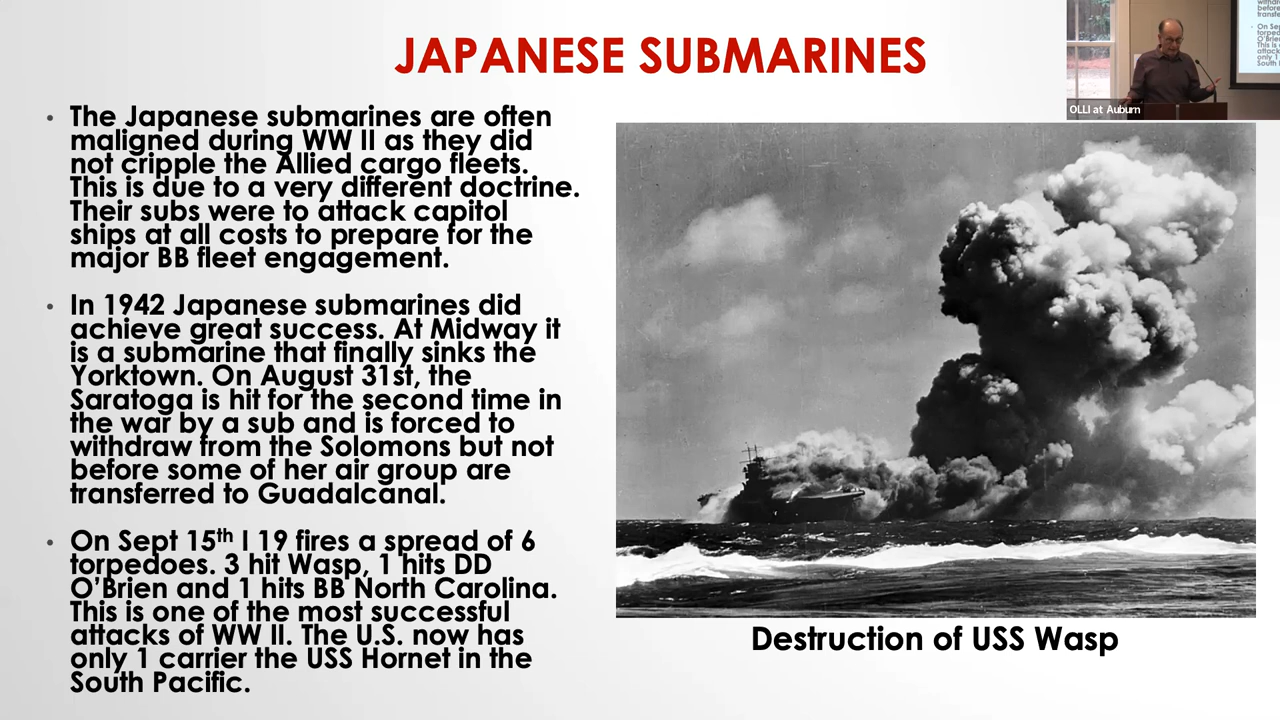 JAPANESE SUBMARINES
• The Japanese submarines are often
maligned during WW II as they did
not cripple the Allied cargo fleets.
This is due to a very different doctrine.
Their subs were to attack capitol
ships at all costs to prepare for the
major BB fleet engagement.
• In 1942 Japanese submarines did
achieve great success. At Midway it
is a submarine that finally sinks the
Yorktown. On August 31st, the
Saratoga is hit for the second time in
the war by a sub and is forced to
withdraw from the Solomons but not
before some of her air group are
transferred to Guadalcanal.
• On Sept 15th I 19 fires a spread of 6
torpedoes. 3 hit Wasp, 1 hits DD
O’Brien and 1 hits BB North Carolina.
This is one of the most successful
attacks of WW II. The U.S. now has
only 1 carrier the USS Hornet in the
South Pacific.
Destruction of USS Wasp
OLLI at Auburn